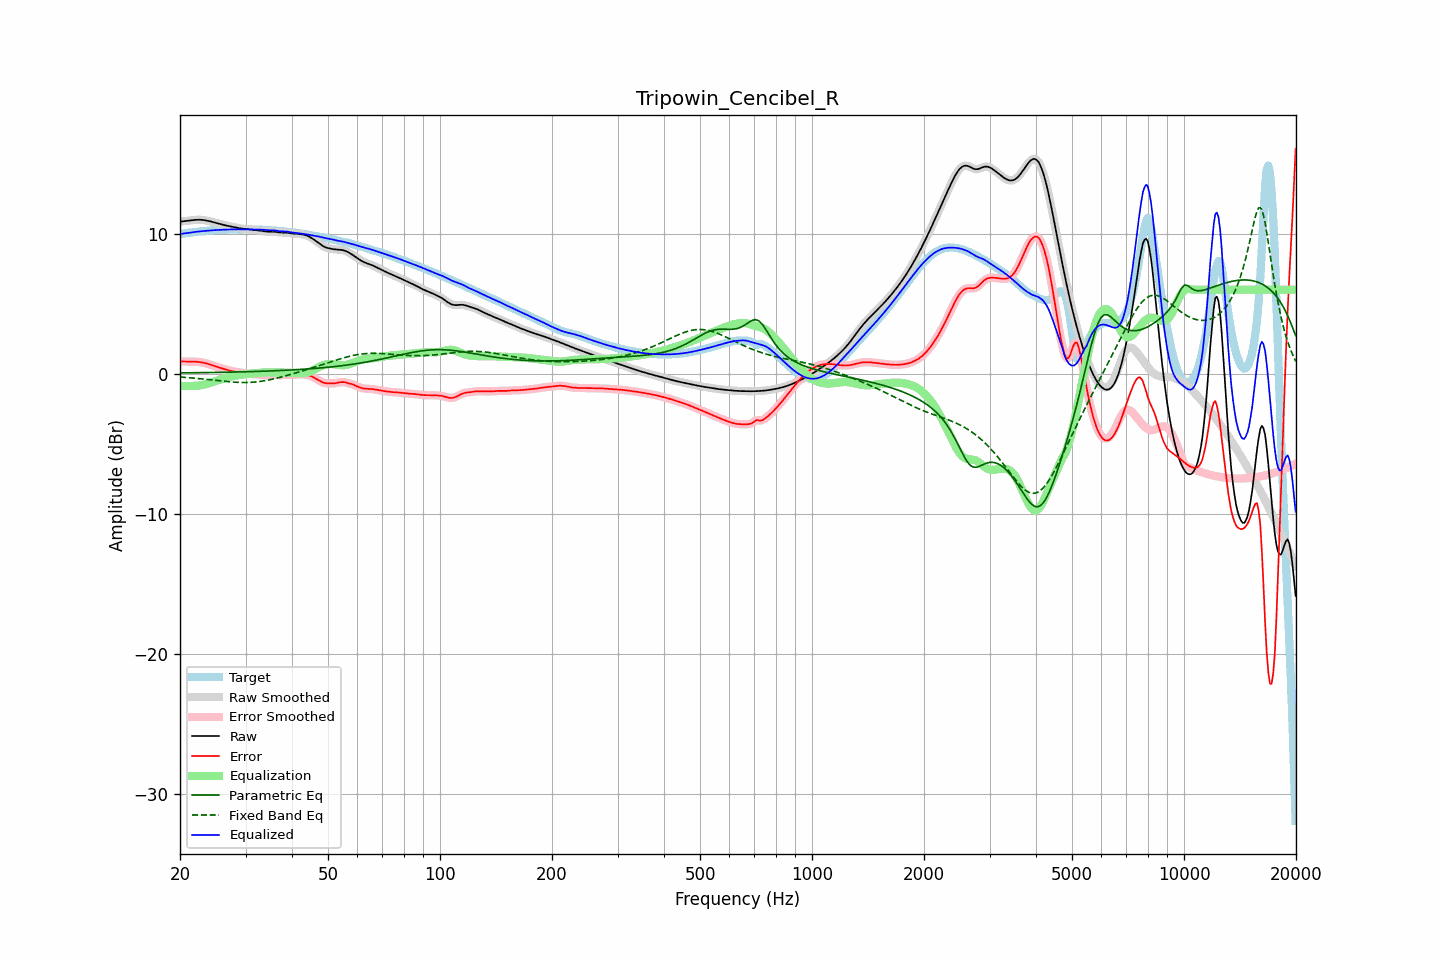 Tripowin_Cencibel_R
Amplitude (dBr)
10
0
−10
−20
−30
Target
Raw Smoothed
Error Smoothed
Raw
Error
Equalization
Parametric Eq
Fixed Band Eq
Equalized
20 50 100 200 500 1000 2000 5000 10000 20000
Frequency (Hz)